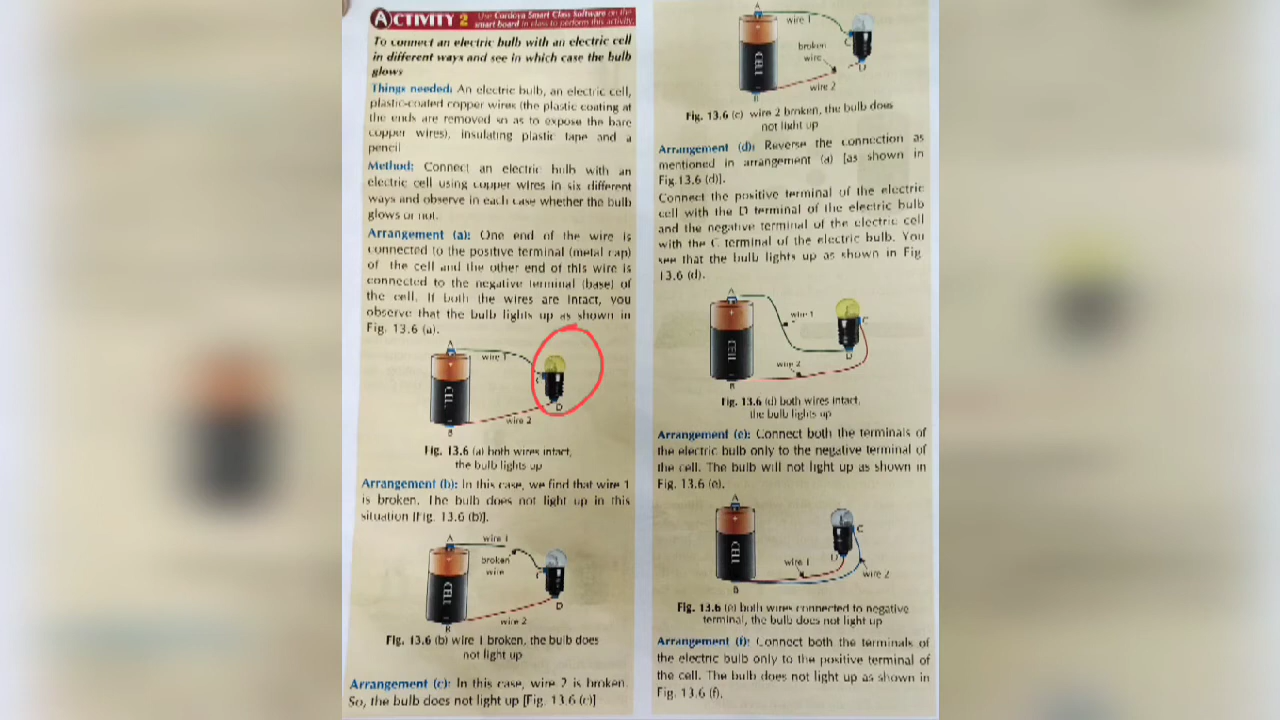 ACTIVITY 2 Use Cordova Smart Class Software on the
smart board in class to perform this activity
To connect an electric bulb with an electric cell
in different ways and see in which case the bulb
glows
Things needed: An electric bulb, an electric cell,
plastic-coated copper wires (the plastic coating at
the ends are removed so as to expose the bare
copper wires), insulating plastic tape and a
pencil
Method: Connect an electric bulb with an
electric cell using copper wires in six different
ways and observe in each case whether the bulb
glows or not.
Arrangement (a): One end of the wire is
connected to the positive terminal (metal cap)
of the cell and the other end of this wire is
connected to the negative terminal (base) of
the cell. If both the wires are intact, you
observe that the bulb lights up as shown in
Fig. 13.6 (a).
A
wire 1
+
CELL
C
D
wire 2
B
Fig. 13.6 (a) both wires intact,
the bulb lights up
Arrangement (b): In this case, we find that wire 1
is broken. The bulb does not light up in this
situation [Fig. 13.6 (b)].
A
wire 1
+
broken
wire
CELL
C
D
wire 2
B
Fig. 13.6 (b) wire 1 broken, the bulb does
not light up
Arrangement (c): In this case, wire 2 is broken.
So, the bulb does not light up [Fig. 13.6 (c)]
A
wire 1
+
C
broken
wire
CELL
D
wire 2
B
Fig. 13.6 (c) wire 2 broken, the bulb does
not light up
Arrangement (d): Reverse the connection as
mentioned in arrangement (a) [as shown in
Fig.13.6 (d)].
Connect the positive terminal of the electric
cell with the D terminal of the electric bulb
and the negative terminal of the electric cell
with the C terminal of the electric bulb. You
see that the bulb lights up as shown in Fig
13.6 (d).
A
+
wire 1
C
CELL
D
wire 2
B
Fig. 13.6 (d) both wires intact,
the bulb lights up
Arrangement (e): Connect both the terminals of
the electric bulb only to the negative terminal of
the cell. The bulb will not light up as shown in
Fig. 13.6 (e).
A
+
C
CELL
D
wire 1
wire 2
B
Fig. 13.6 (e) both wires connected to negative
terminal, the bulb does not light up
Arrangement (f): Connect both the terminals of
the electric bulb only to the positive terminal of
the cell. The bulb does not light up as shown in
Fig. 13.6 (f).